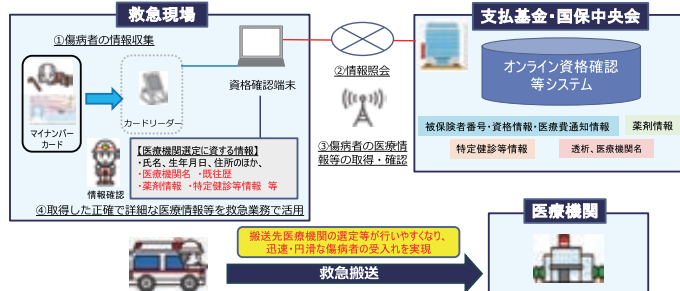 救急現場
①傷病者の情報収集
マイナンバー
カード
カードリーダー
資格確認端末
情報確認
【医療機関選定に資する情報】
・氏名、生年月日、住所のほか、
・医療機関名 ・既往歴
・薬剤情報 ・特定健診等情報 等
④取得した正確で詳細な医療情報等を救急業務で活用
②情報照会
③傷病者の医療情
報等の取得・確認
支払基金・国保中央会
オンライン資格確認
等システム
被保険者番号・資格情報・医療費通知情報
薬剤情報
特定健診等情報
透析、医療機関名
搬送先医療機関の選定等が行いやすくなり、
迅速・円滑な傷病者の受入れを実現
救急搬送
医療機関